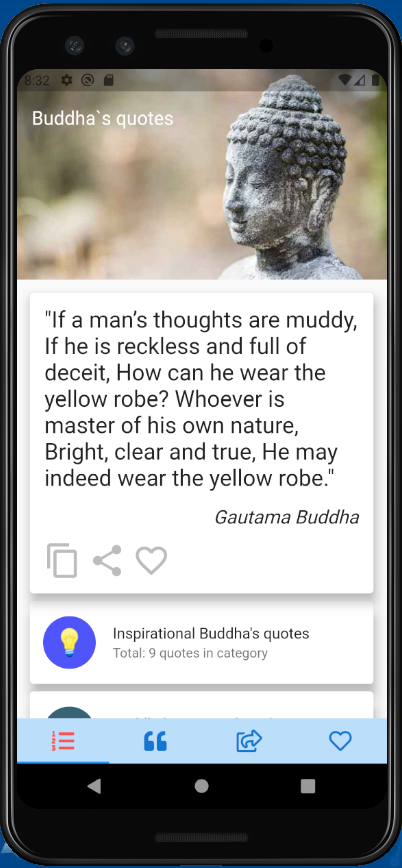 8:32
Buddha`s quotes
"If a man’s thoughts are muddy,
If he is reckless and full of
deceit, How can he wear the
yellow robe? Whoever is
master of his own nature,
Bright, clear and true, He may
indeed wear the yellow robe."
Gautama Buddha
Inspirational Buddha's quotes
Total: 9 quotes in category